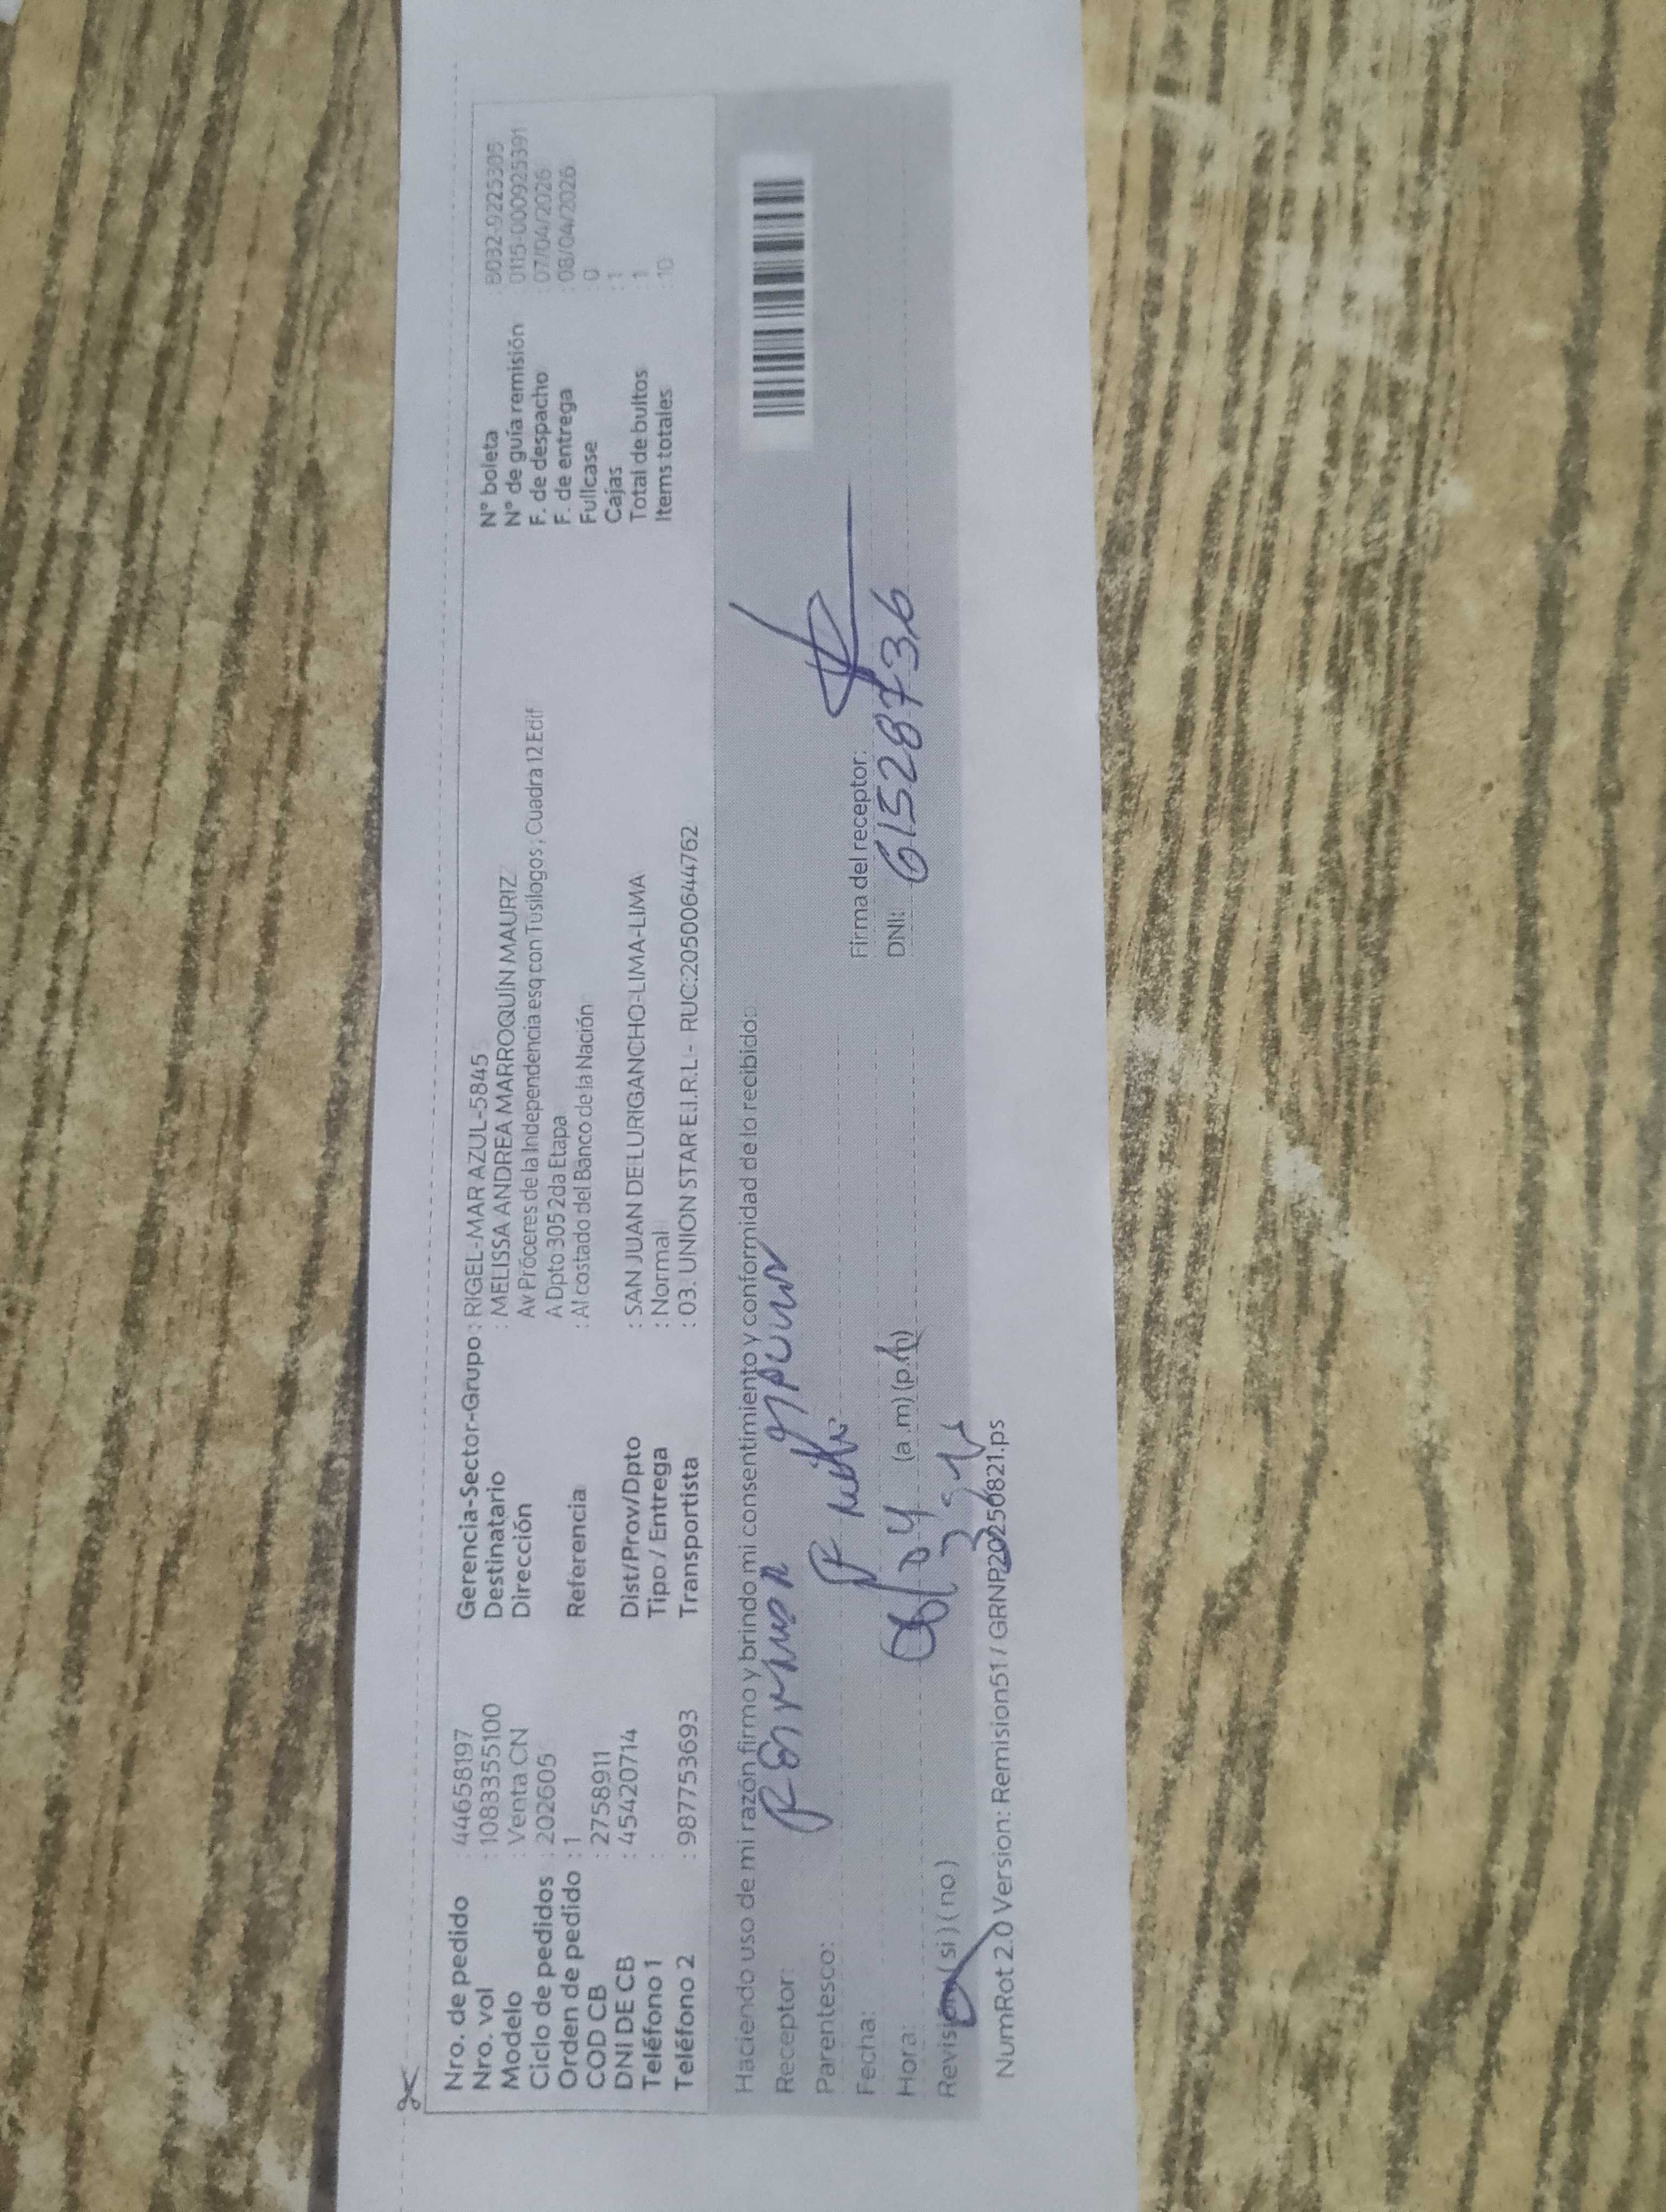 Nro. de pedido : 44658197
Nro. vol : 1083355100
Modelo : Venta CN
Ciclo de pedidos : 202605
Orden de pedido : 1
COD CB : 2758911
DNI DE CB : 45420714
Teléfono 1 :
Teléfono 2 : 987753693
Gerencia-Sector-Grupo : RIGEL-MAR AZUL-5845
Destinatario : MELISSA ANDREA MARROQUÍN MAURIZ
Dirección Av Próceres de la Independencia esq con Tusilogos, Cuadra 12 Edif
A Dpto 305 2da Etapa
Referencia : Al costado del Banco de la Nación
Dist/Prov/Dpto : SAN JUAN DE LURIGANCHO-LIMA-LIMA
Tipo / Entrega : Normal
Transportista : 03. UNION STAR E.I.R.L - RUC:20500644762
N° boleta : B032-9225305
N° de guía remisión : 0115-000925391
F. de despacho : 07/04/2026
F. de entrega : 08/04/2026
Fullcase : 0
Cajas : 1
Total de bultos : 1
Items totales : 10
Haciendo uso de mi razón firmo y brindo mi consentimiento y conformidad de lo recibido:
Receptor:
Parentesco:
Fecha:
Hora: (a.m) (p.m)
Revisión (si) (no)
Firma del receptor:
DNI: 61528736
NumRot 2.0 Version: Remision51 / GRNP20250821.ps